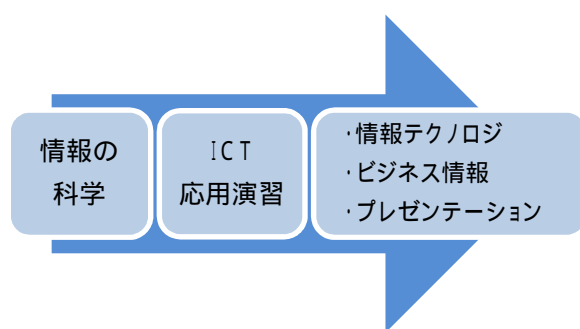 情報の
科学
ICT
応用演習
・情報テクノロジ
・ビジネス情報
・プレゼンテーション